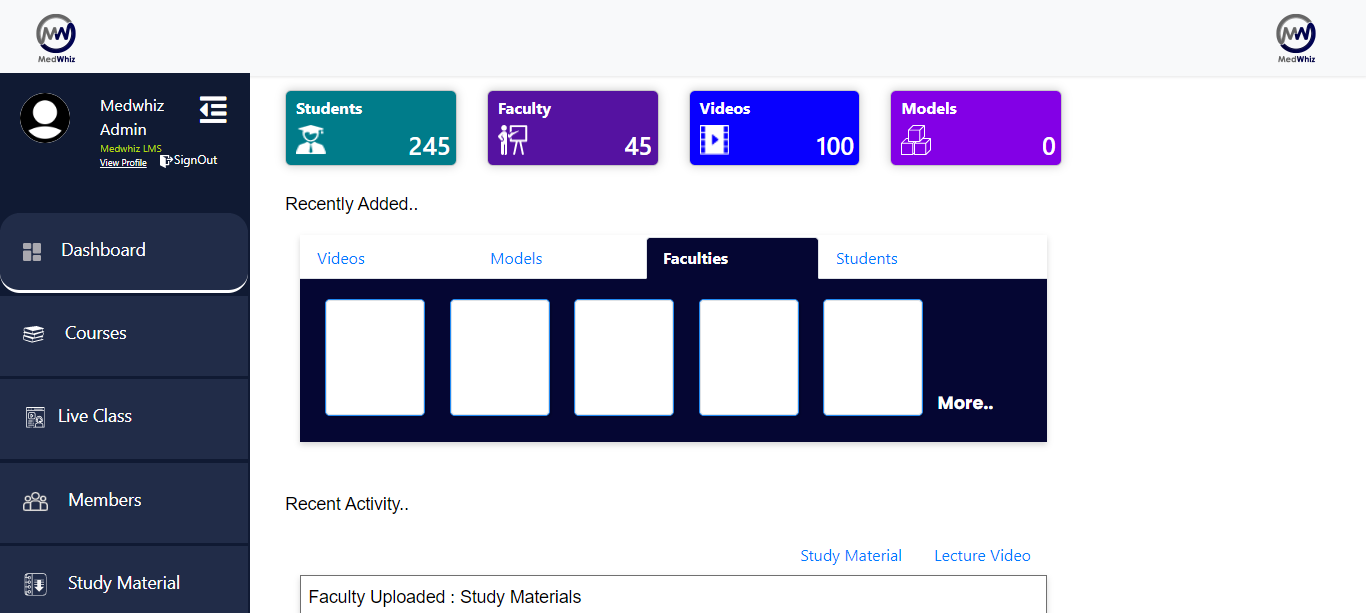 MW
MedWhiz
MW
MedWhiz
Medwhiz
Admin
Medwhiz LMS
View Profile
SignOut
Dashboard
Courses
Live Class
Members
Study Material
Students
245
Faculty
45
Videos
100
Models
0
Recently Added..
Videos
Models
Faculties
Students
More..
Recent Activity..
Study Material
Lecture Video
Faculty Uploaded : Study Materials